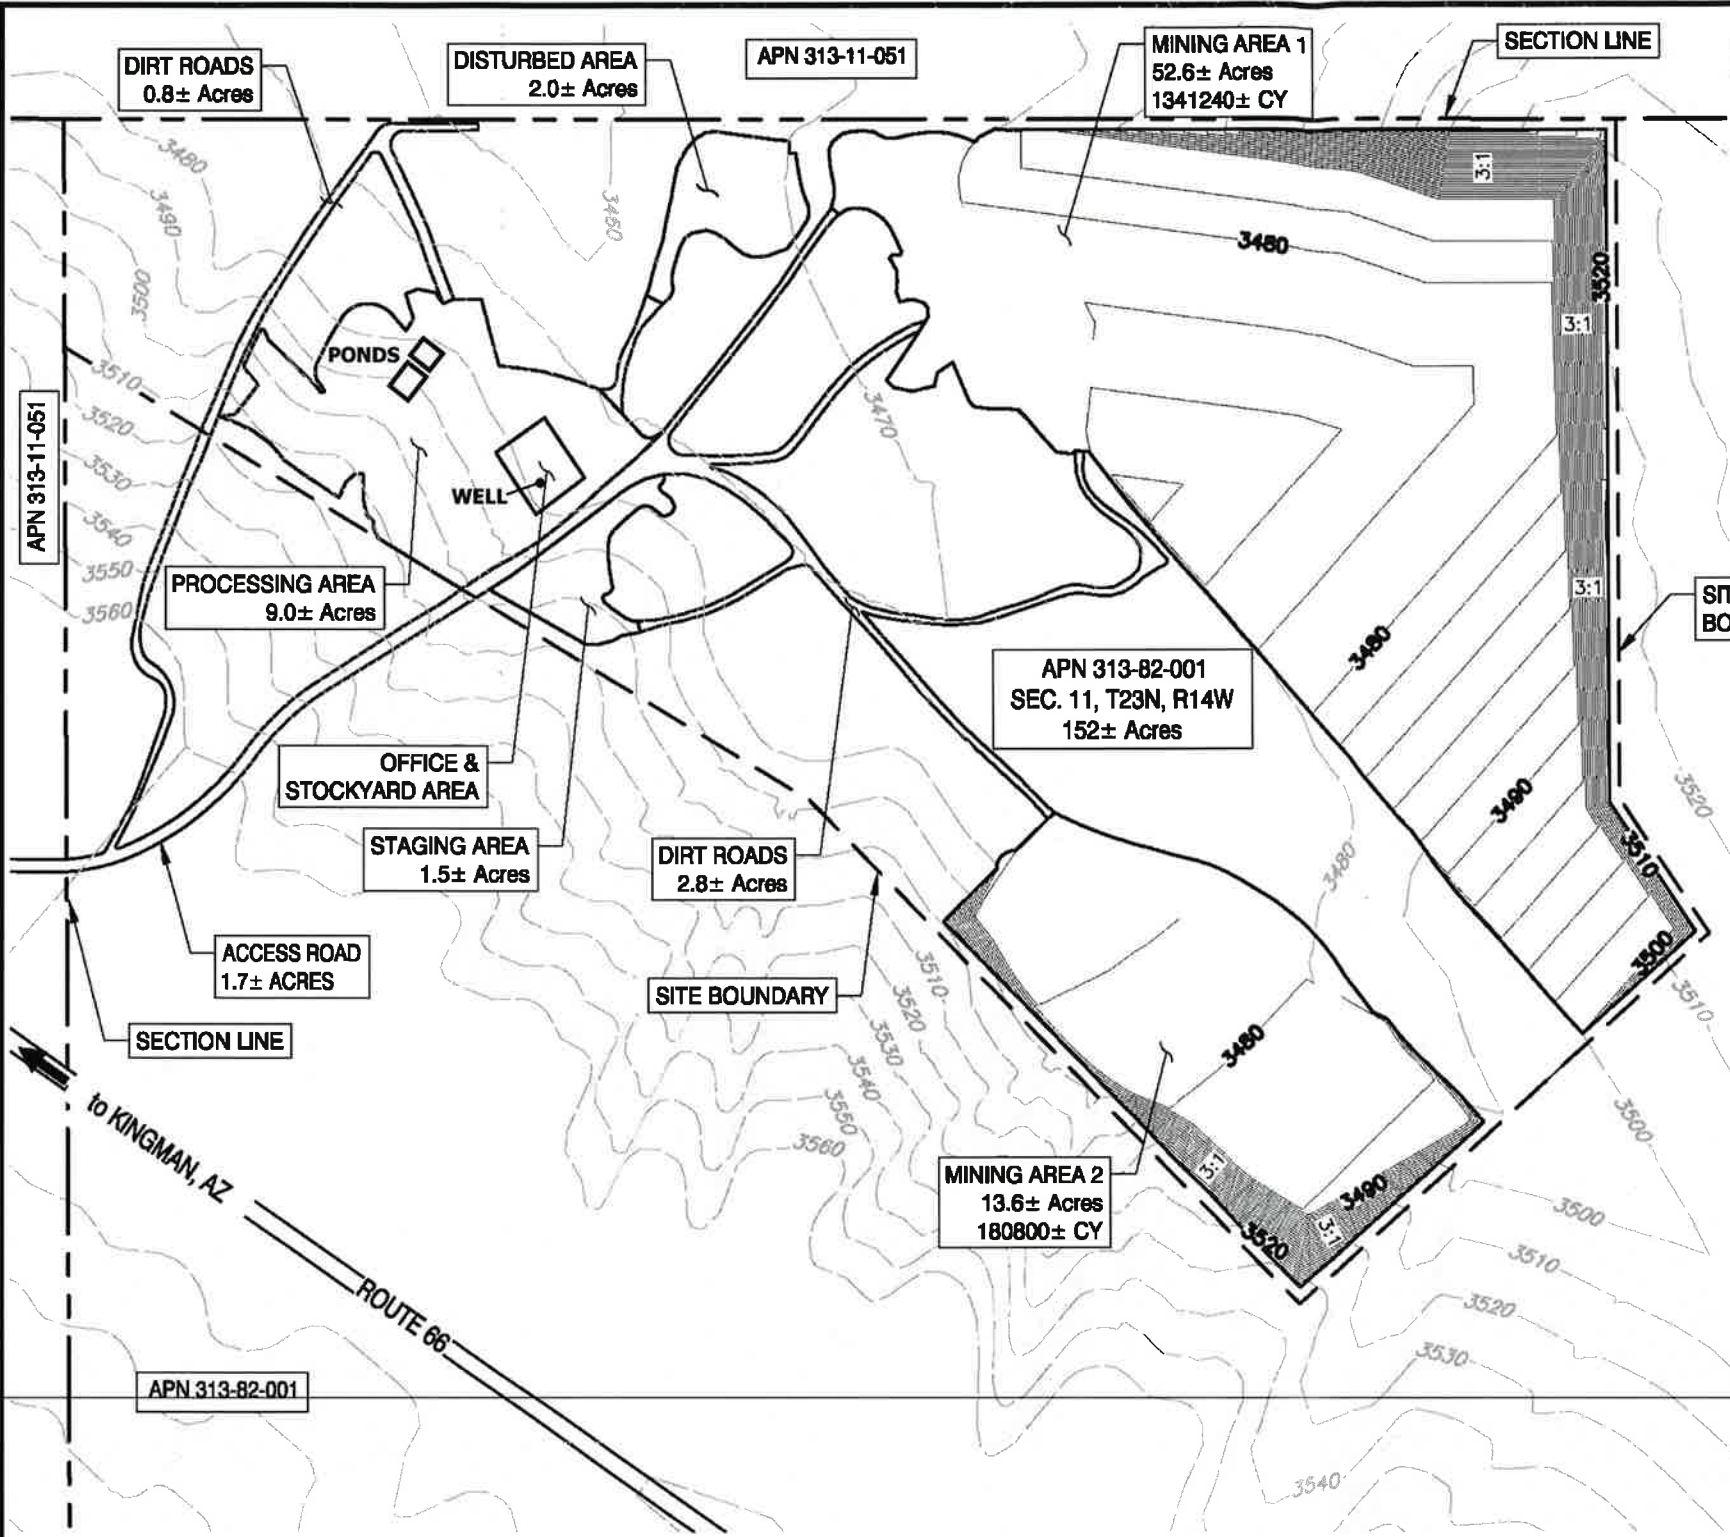 DIRT ROADS
0.8± Acres
DISTURBED AREA
2.0± Acres
APN 313-11-051
MINING AREA 1
52.6± Acres
1341240± CY
SECTION LINE
3480
3490
3500
3450
3:1
3480
3520
3:1
PONDS
3510
3520
3530
3540
3550
3560
APN 313-11-051
3470
WELL
PROCESSING AREA
9.0± Acres
3:1
SIT
BO
3480
APN 313-82-001
SEC. 11, T23N, R14W
152± Acres
OFFICE &
STOCKYARD AREA
3490
3520
STAGING AREA
1.5± Acres
DIRT ROADS
2.8± Acres
3480
3510
ACCESS ROAD
1.7± ACRES
SITE BOUNDARY
3510
3520
3530
3540
3550
3560
3500
3510
SECTION LINE
to KINGMAN, AZ
3480
3500
MINING AREA 2
13.6± Acres
180800± CY
3:1
3490
3:1
3520
3500
3510
3520
3530
3540
ROUTE 66
APN 313-82-001